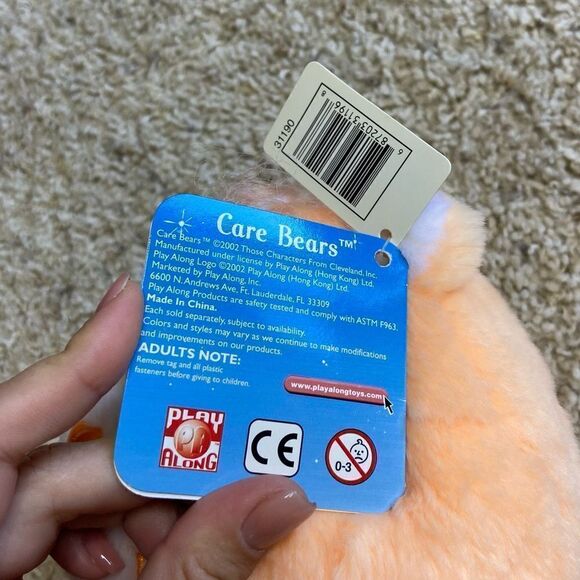 31190
8 87203 31196 6
Care Bears™
Care Bears™ ©2002 Those Characters From Cleveland, Inc.
Manufactured under license by Play Along (Hong Kong) Ltd.
Play Along Logo ©2002 Play Along (Hong Kong) Ltd.
Marketed by Play Along, Inc.
6600 N. Andrews Ave, Ft. Lauderdale, FL 33309
Play Along Products are safety tested and comply with ASTM F963.
Made In China.
Each sold separately, subject to availability.
Colors and styles may vary as we continue to make modifications
and improvements on our products.
ADULTS NOTE:
Remove tag and all plastic
fasteners before giving to children.
www.playalongtoys.com
PLAY
PA
ALONG
CE
0-3